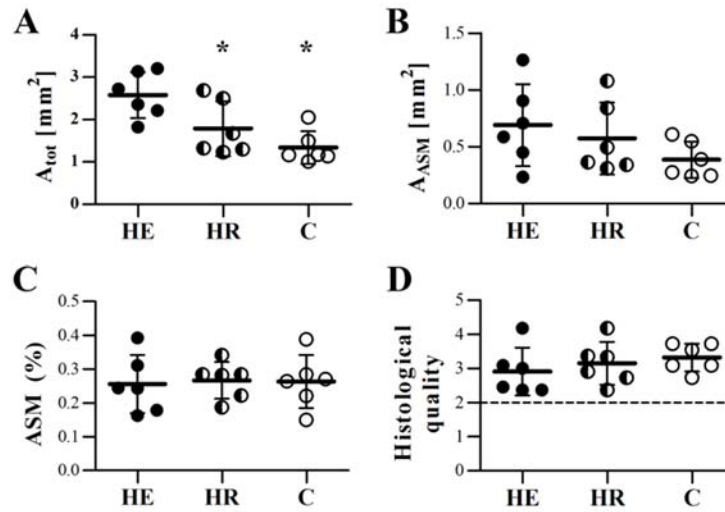 A
A_tot [mm²]
4
3
2
1
0
* *
HE HR C
B
A_ASM [mm²]
1.5
1.0
0.5
0.0
HE HR C
C
ASM (%)
0.5
0.4
0.3
0.2
0.1
0.0
HE HR C
D
Histological
quality
5
4
3
2
1
0
HE HR C